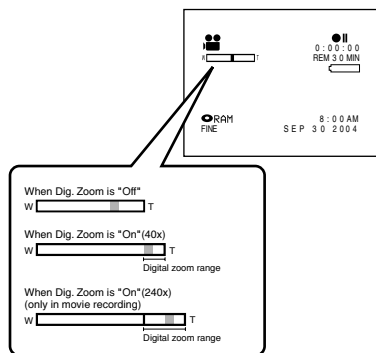 0:00:00
REM 30 MIN
W T
RAM 8:00AM
FINE SEP 30 2004
When Dig. Zoom is "Off"
W T
When Dig. Zoom is "On"(40x)
W T
Digital zoom range
When Dig. Zoom is "On"(240x)
(only in movie recording)
W T
Digital zoom range